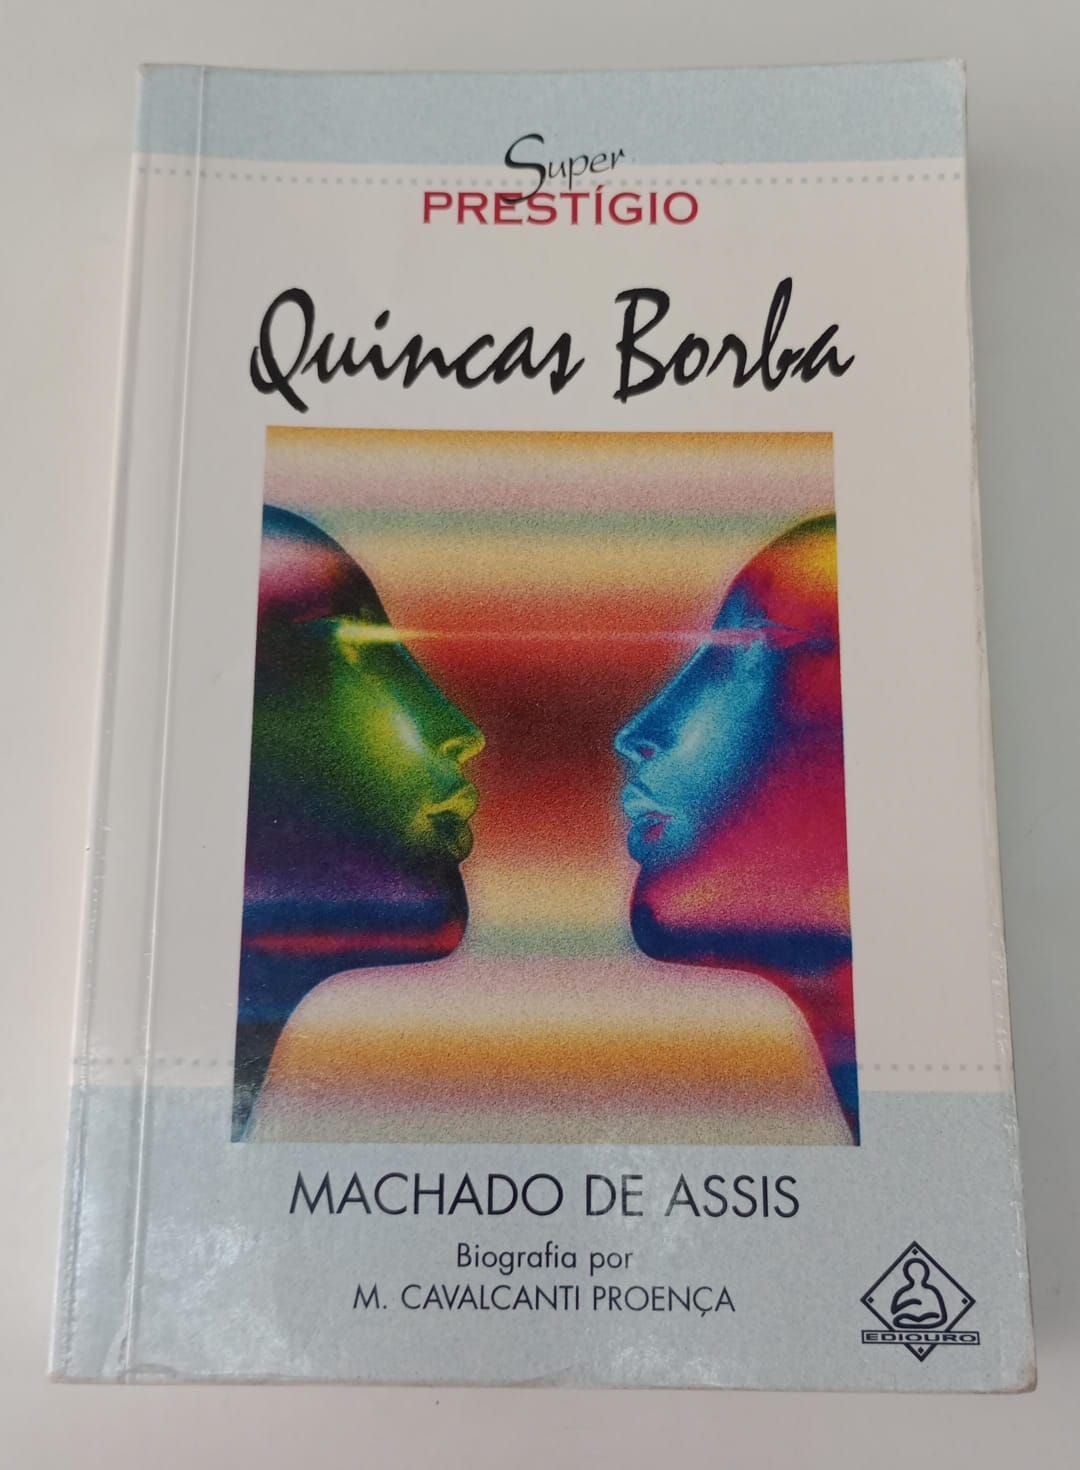 Super
PRESTÍGIO
Quincas Borba
MACHADO DE ASSIS
Biografia por
M. CAVALCANTI PROENÇA
EDIOURO